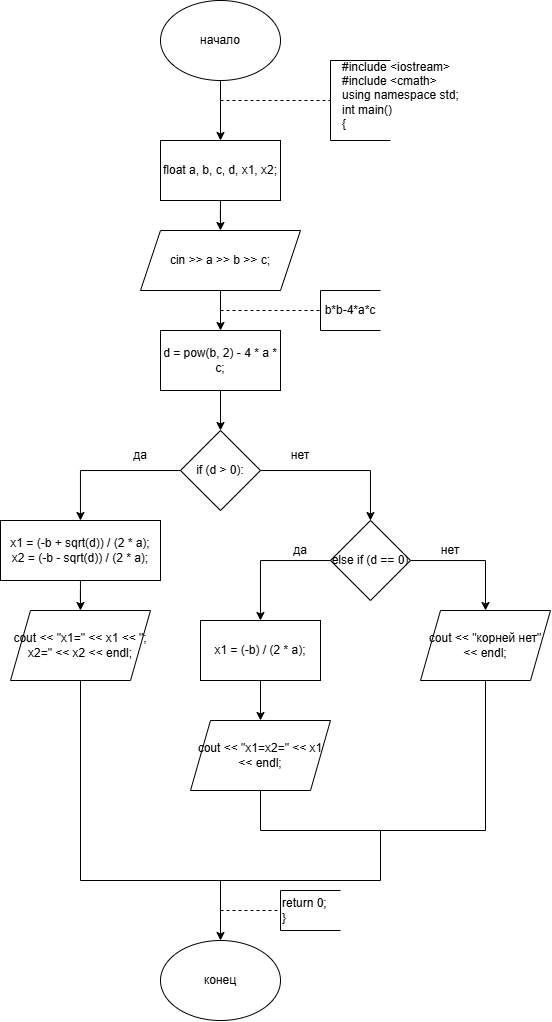 начало
#include <iostream>
#include <cmath>
using namespace std;
int main()
{
float a, b, c, d, x1, x2;
cin >> a >> b >> c;
b*b-4*a*c
d = pow(b, 2) - 4 * a *
c;
if (d > 0):
да
нет
x1 = (-b + sqrt(d)) / (2 * a);
x2 = (-b - sqrt(d)) / (2 * a);
cout << "x1=" << x1 << ";
x2=" << x2 << endl;
else if (d == 0)
да
нет
x1 = (-b) / (2 * a);
cout << "x1=x2=" << x1
<< endl;
cout << "корней нет"
<< endl;
return 0;
}
конец